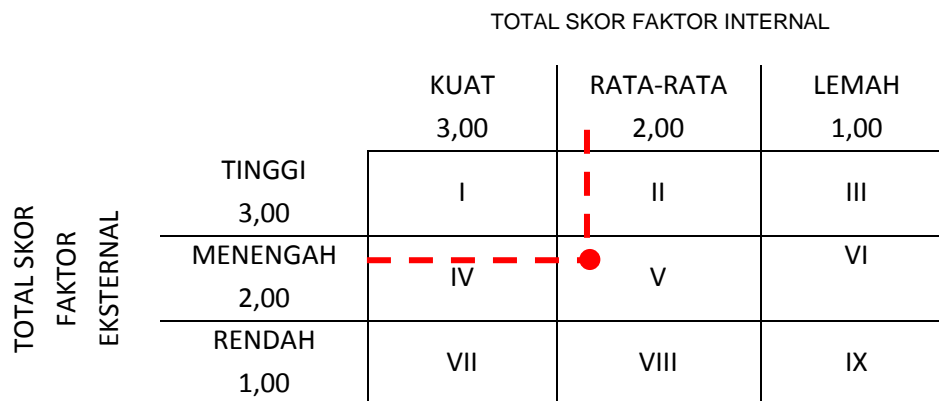 TOTAL SKOR FAKTOR INTERNAL
KUAT RATA-RATA LEMAH
3,00 2,00 1,00
TOTAL SKOR
FAKTOR
EKSTERNAL
TINGGI
3,00
I II III
MENENGAH
2,00
IV V VI
RENDAH
1,00
VII VIII IX